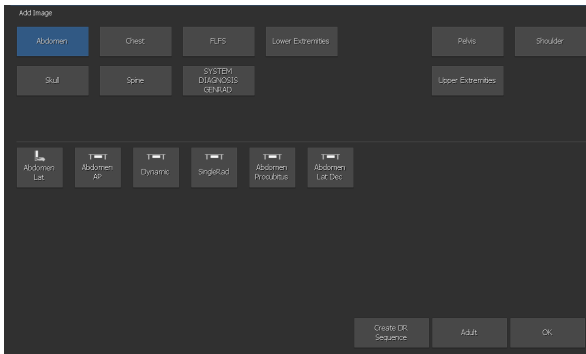 Add Image
Abdomen
Chest
FLFS
Lower Extremities
Pelvis
Shoulder
Skull
Spine
SYSTEM
DIAGNOSIS
GENRAD
Upper Extremities
Abdomen
Lat
Abdomen
AP
Dynamic
SingleRad
Abdomen
Procubitus
Abdomen
Lat Dec
Create DR
Sequence
Adult
OK